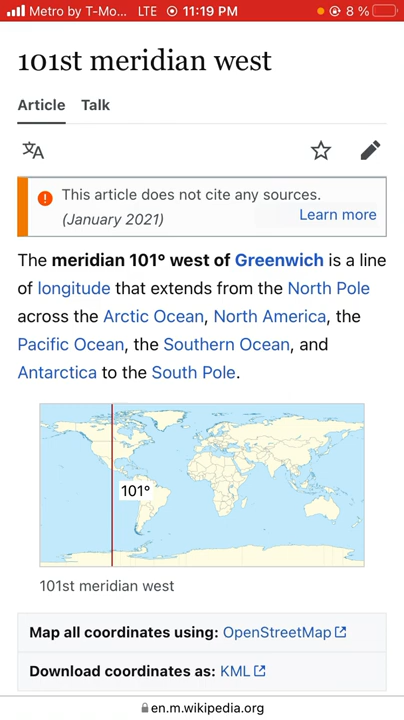 Metro by T-Mo... LTE 11:19 PM 8 %
101st meridian west
Article Talk
This article does not cite any sources.
(January 2021) Learn more
The meridian 101° west of Greenwich is a line
of longitude that extends from the North Pole
across the Arctic Ocean, North America, the
Pacific Ocean, the Southern Ocean, and
Antarctica to the South Pole.
101°
101st meridian west
Map all coordinates using: OpenStreetMap
Download coordinates as: KML
en.m.wikipedia.org